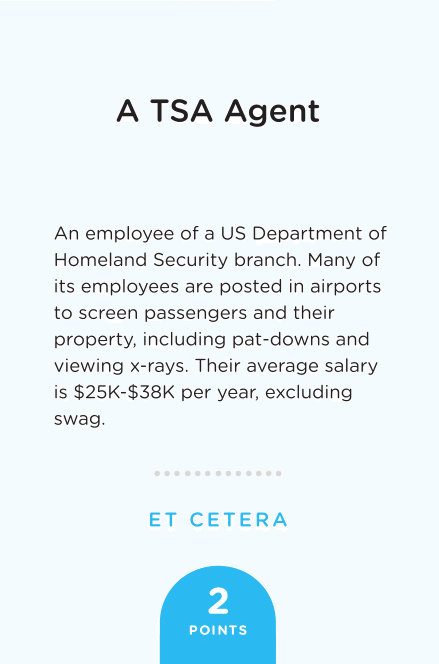 A TSA Agent
An employee of a US Department of
Homeland Security branch. Many of
its employees are posted in airports
to screen passengers and their
property, including pat-downs and
viewing x-rays. Their average salary
is $25K-$38K per year, excluding
swag.
ET CETERA
2
POINTS